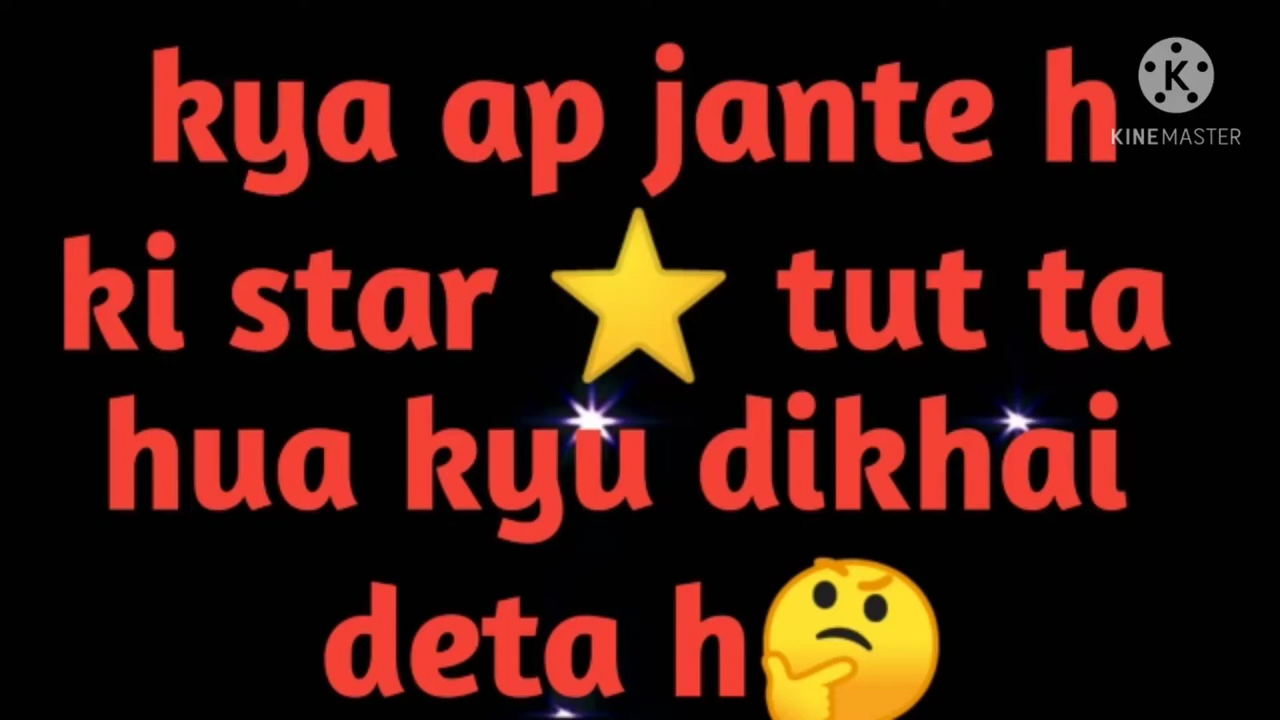 kya ap jante h
KINEMASTER
ki star ⭐ tut ta
hua kyu dikhai
deta h🤔